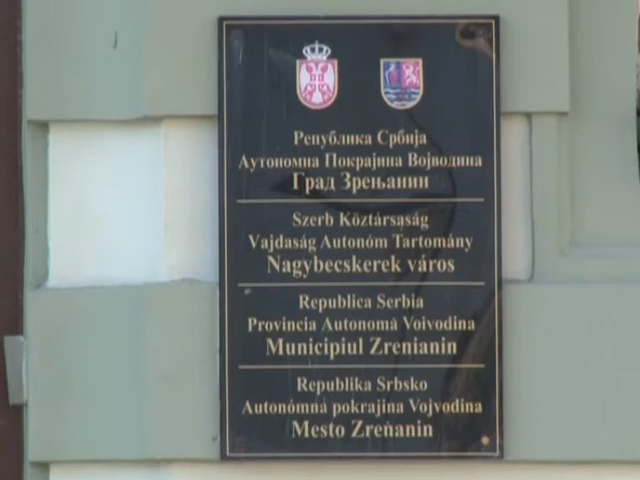 Република Србија
Аутономна Покрајина Војводина
Град Зрењанин
Szerb Köztársaság
Vajdaság Autonóm Tartomány
Nagybecskerek város
Republica Serbia
Provincia Autonomă Voivodina
Municipiul Zrenianin
Republika Srbsko
Autonómna pokrajina Vojvodina
Mesto Zreňanin